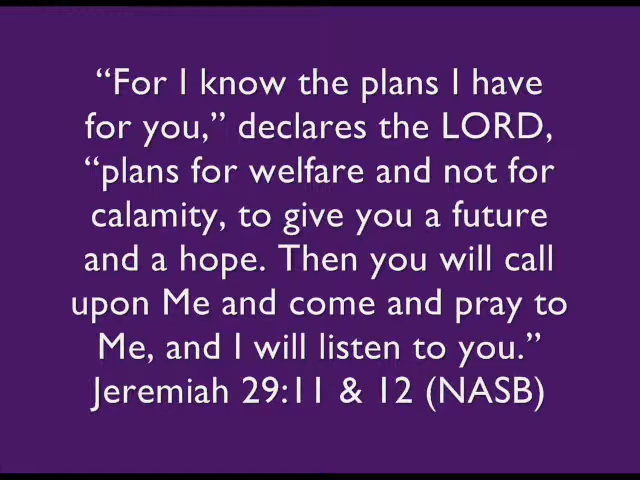 “For I know the plans I have
for you,” declares the LORD,
“plans for welfare and not for
calamity, to give you a future
and a hope. Then you will call
upon Me and come and pray to
Me, and I will listen to you.”
Jeremiah 29:11 & 12 (NASB)